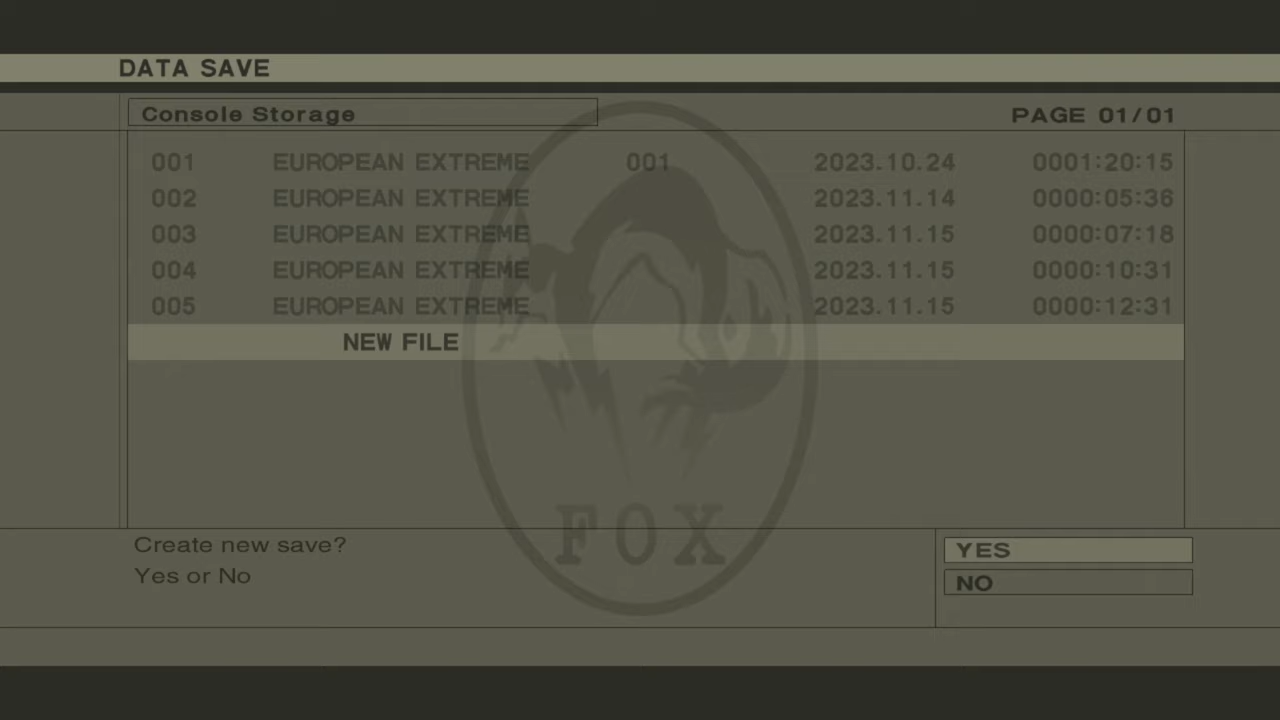 DATA SAVE
Console Storage PAGE 01/01
001 EUROPEAN EXTREME 001 2023.10.24 0001:20:15
002 EUROPEAN EXTREME 2023.11.14 0000:05:36
003 EUROPEAN EXTREME 2023.11.15 0000:07:18
004 EUROPEAN EXTREME 2023.11.15 0000:10:31
005 EUROPEAN EXTREME 2023.11.15 0000:12:31
NEW FILE
FOX
Create new save? YES
Yes or No NO